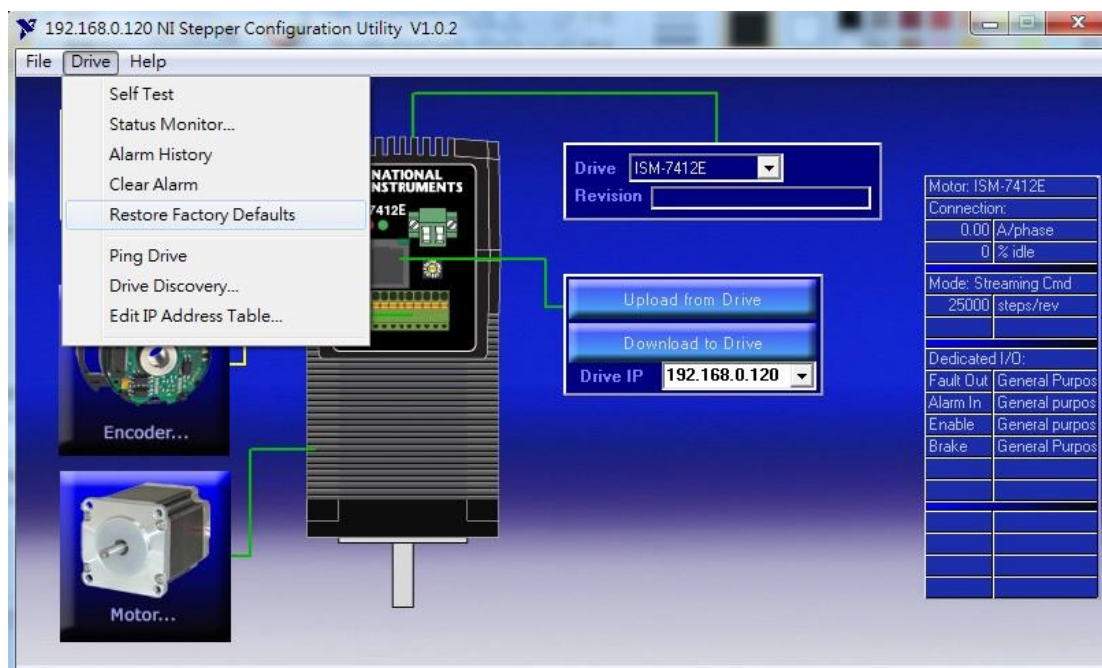 192.168.0.120 NI Stepper Configuration Utility V1.0.2
File Drive Help
Self Test
Status Monitor...
Alarm History
Clear Alarm
Restore Factory Defaults
Ping Drive
Drive Discovery...
Edit IP Address Table...
NATIONAL
INSTRUMENTS
7412E
Encoder...
Motor...
Drive ISM-7412E
Revision
Upload from Drive
Download to Drive
Drive IP 192.168.0.120
Motor: ISM-7412E
Connection:
0.00 A/phase
0 % idle
Mode: Streaming Cmd
25000 steps/rev
Dedicated I/O:
Fault Out General Purpos
Alarm In General purpos
Enable General purpos
Brake General Purpos